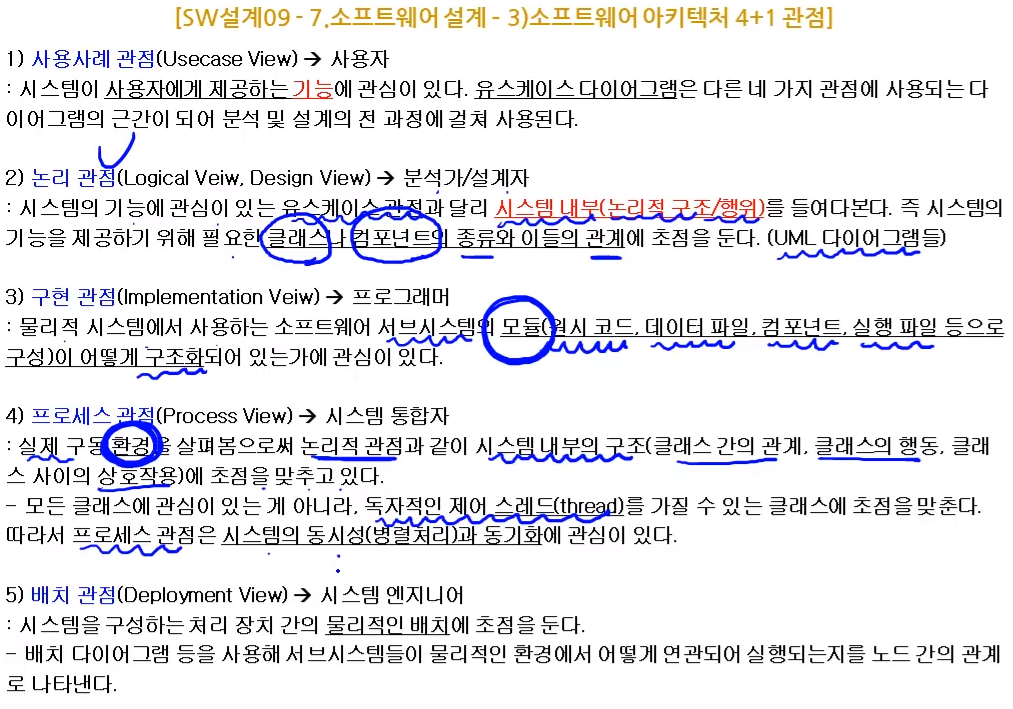 [SW설계09 - 7.소프트웨어 설계 - 3)소프트웨어 아키텍처 4+1 관점]
1) 사용사례 관점(Usecase View) → 사용자
: 시스템이 사용자에게 제공하는 기능에 관심이 있다. 유스케이스 다이어그램은 다른 네 가지 관점에 사용되는 다
이어그램의 근간이 되어 분석 및 설계의 전 과정에 걸쳐 사용된다.
2) 논리 관점(Logical Veiw, Design View) → 분석가/설계자
: 시스템의 기능에 관심이 있는 유스케이스 관점과 달리 시스템 내부(논리적 구조/행위)를 들여다본다. 즉 시스템의
기능을 제공하기 위해 필요한 클래스나 컴포넌트의 종류와 이들의 관계에 초점을 둔다. (UML 다이어그램들)
3) 구현 관점(Implementation Veiw) → 프로그래머
: 물리적 시스템에서 사용하는 소프트웨어 서브시스템의 모듈(원시 코드, 데이터 파일, 컴포넌트, 실행 파일 등으로
구성)이 어떻게 구조화되어 있는가에 관심이 있다.
4) 프로세스 관점(Process View) → 시스템 통합자
: 실제 구동 환경을 살펴봄으로써 논리적 관점과 같이 시스템 내부의 구조(클래스 간의 관계, 클래스의 행동, 클래
스 사이의 상호작용)에 초점을 맞추고 있다.
- 모든 클래스에 관심이 있는 게 아니라, 독자적인 제어 스레드(thread)를 가질 수 있는 클래스에 초점을 맞춘다.
따라서 프로세스 관점은 시스템의 동시성(병렬처리)과 동기화에 관심이 있다.
5) 배치 관점(Deployment View) → 시스템 엔지니어
: 시스템을 구성하는 처리 장치 간의 물리적인 배치에 초점을 둔다.
- 배치 다이어그램 등을 사용해 서브시스템들이 물리적인 환경에서 어떻게 연관되어 실행되는지를 노드 간의 관계
로 나타낸다.